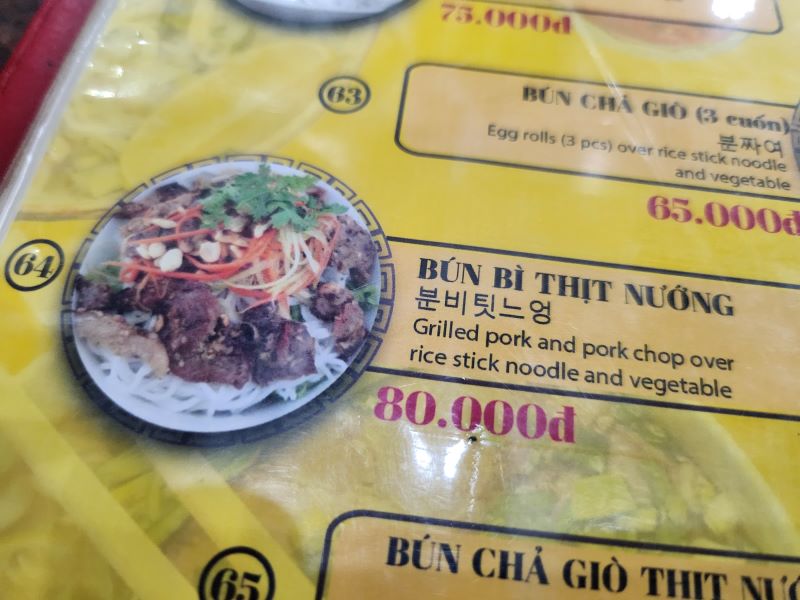 75.000đ
63
BÚN CHẢ GIÒ (3 cuốn)
분짜여
Egg rolls (3 pcs) over rice stick noodle
and vegetable
65.000đ
64
BÚN BÌ THỊT NƯỚNG
분비팃느엉
Grilled pork and pork chop over
rice stick noodle and vegetable
80.000đ
65
BÚN CHẢ GIÒ THỊT